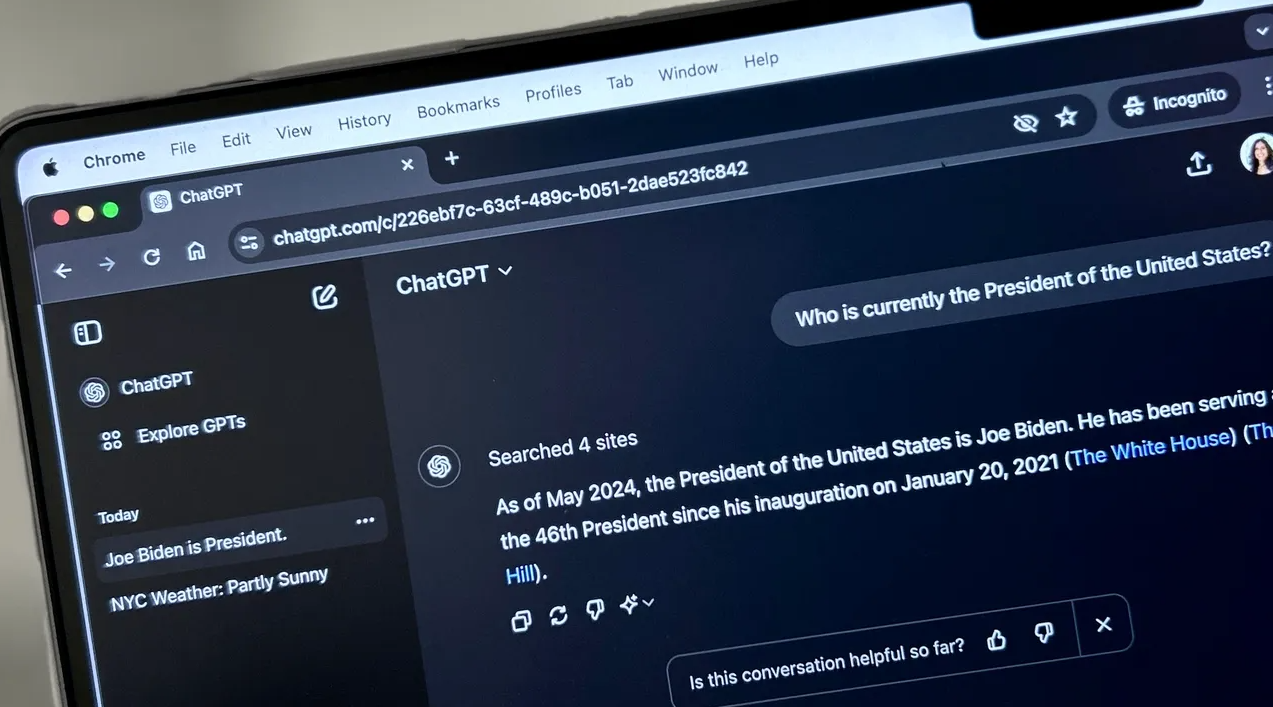 Chrome File Edit View History Bookmarks Profiles Tab Window Help
ChatGPT
chatgpt.com/c/226ebf7c-63cf-489c-b051-2dae523fc842
Incognito
ChatGPT
Explore GPTs
Today
Joe Biden is President.
NYC Weather: Partly Sunny
ChatGPT
Who is currently the President of the United States?
Searched 4 sites
As of May 2024, the President of the United States is Joe Biden. He has been serving
the 46th President since his inauguration on January 20, 2021 (The White House) (
Hill).
Is this conversation helpful so far?